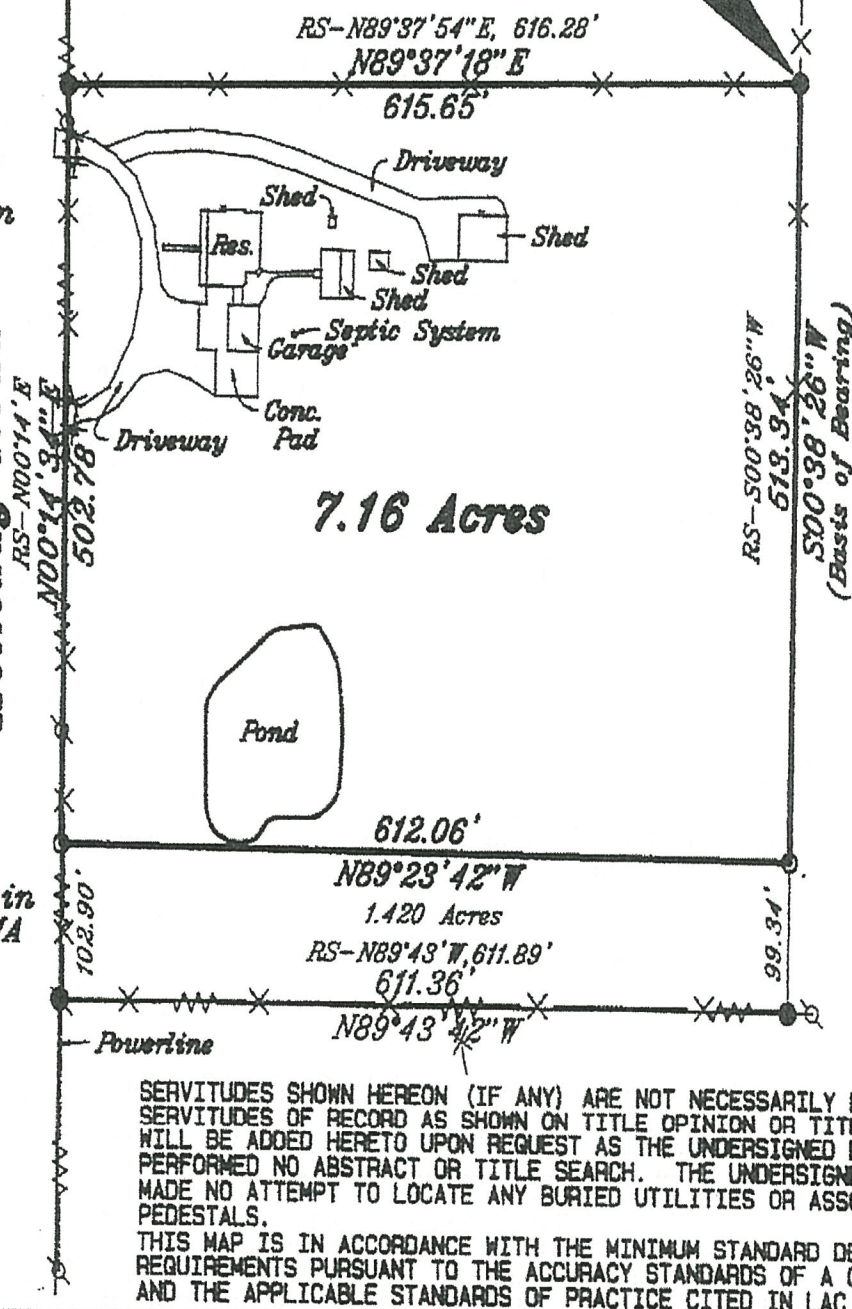 RS-N89°37'54"E, 616.28'
N89°37'18"E
615.65'
Driveway
Shed
Res.
Shed
Shed
Shed
Septic System
Garage
Conc.
Pad
Driveway
RS-N00°14'E
N00°14'34"E
502.78'
7.16 Acres
RS-S00°38'26"W
513.34'
S00°38'26"W
(Basis of Bearing)
Pond
612.06'
N89°23'42"W
1.420 Acres
RS-N89°43'W,611.89'
611.36'
N89°43'42"W
in
102.90'
99.34'
Powerline
SERVITUDES SHOWN HEREON (IF ANY) ARE NOT NECESSARILY
SERVITUDES OF RECORD AS SHOWN ON TITLE OPINION OR
WILL BE ADDED HERETO UPON REQUEST AS THE UNDERSIGNED
PERFORMED NO ABSTRACT OR TITLE SEARCH. THE
MADE NO ATTEMPT TO LOCATE ANY BURIED UTILITIES OR
PEDESTALS.
THIS MAP IS IN ACCORDANCE WITH THE MINIMUM STANDARD
REQUIREMENTS PURSUANT TO THE ACCURACY STANDARDS OF A
AND THE APPLICABLE STANDARDS OF PRACTICE CITED IN LAC